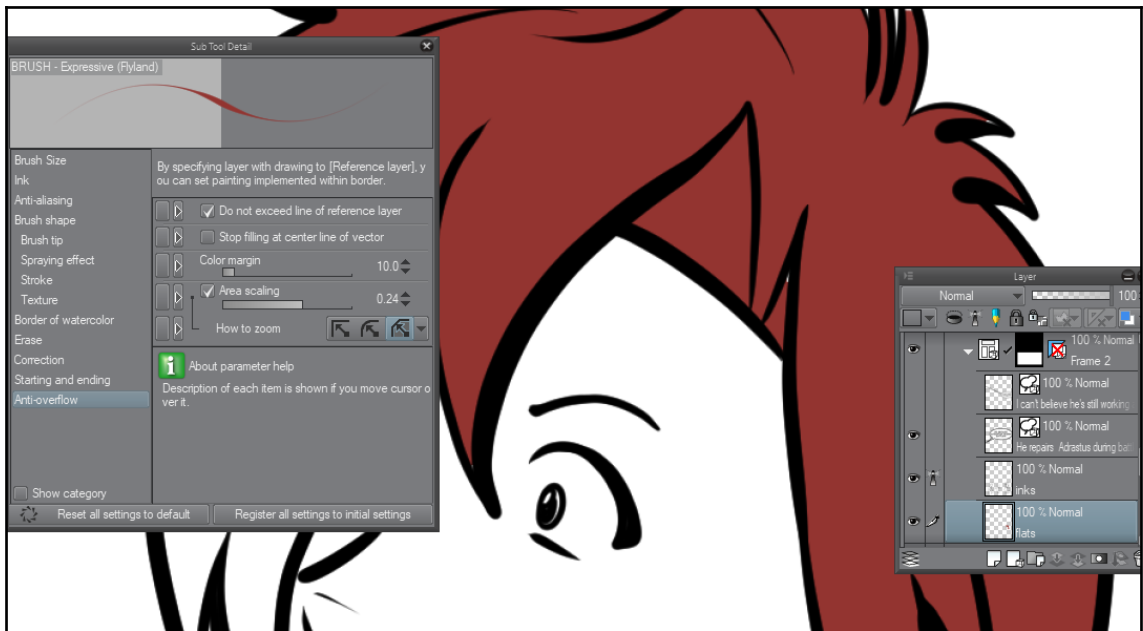 Sub Tool Detail
BRUSH - Expressive (Flyland)
Brush Size
Ink
Anti-aliasing
Brush shape
Brush tip
Spraying effect
Stroke
Texture
Border of watercolor
Erase
Correction
Starting and ending
Anti-overflow
Show category
By specifying layer with drawing to [Reference layer], y
ou can set painting implemented within border.
Do not exceed line of reference layer
Stop filling at center line of vector
Color margin
10.0
Area scaling
0.24
How to zoom
About parameter help
Description of each item is shown if you move cursor o
ver it.
Reset all settings to default
Register all settings to initial settings
Layer
Normal
100
100 % Normal
Frame 2
100 % Normal
I can't believe he's still working
100 % Normal
He repairs Adrastus during bat
100 % Normal
inks
100 % Normal
flats